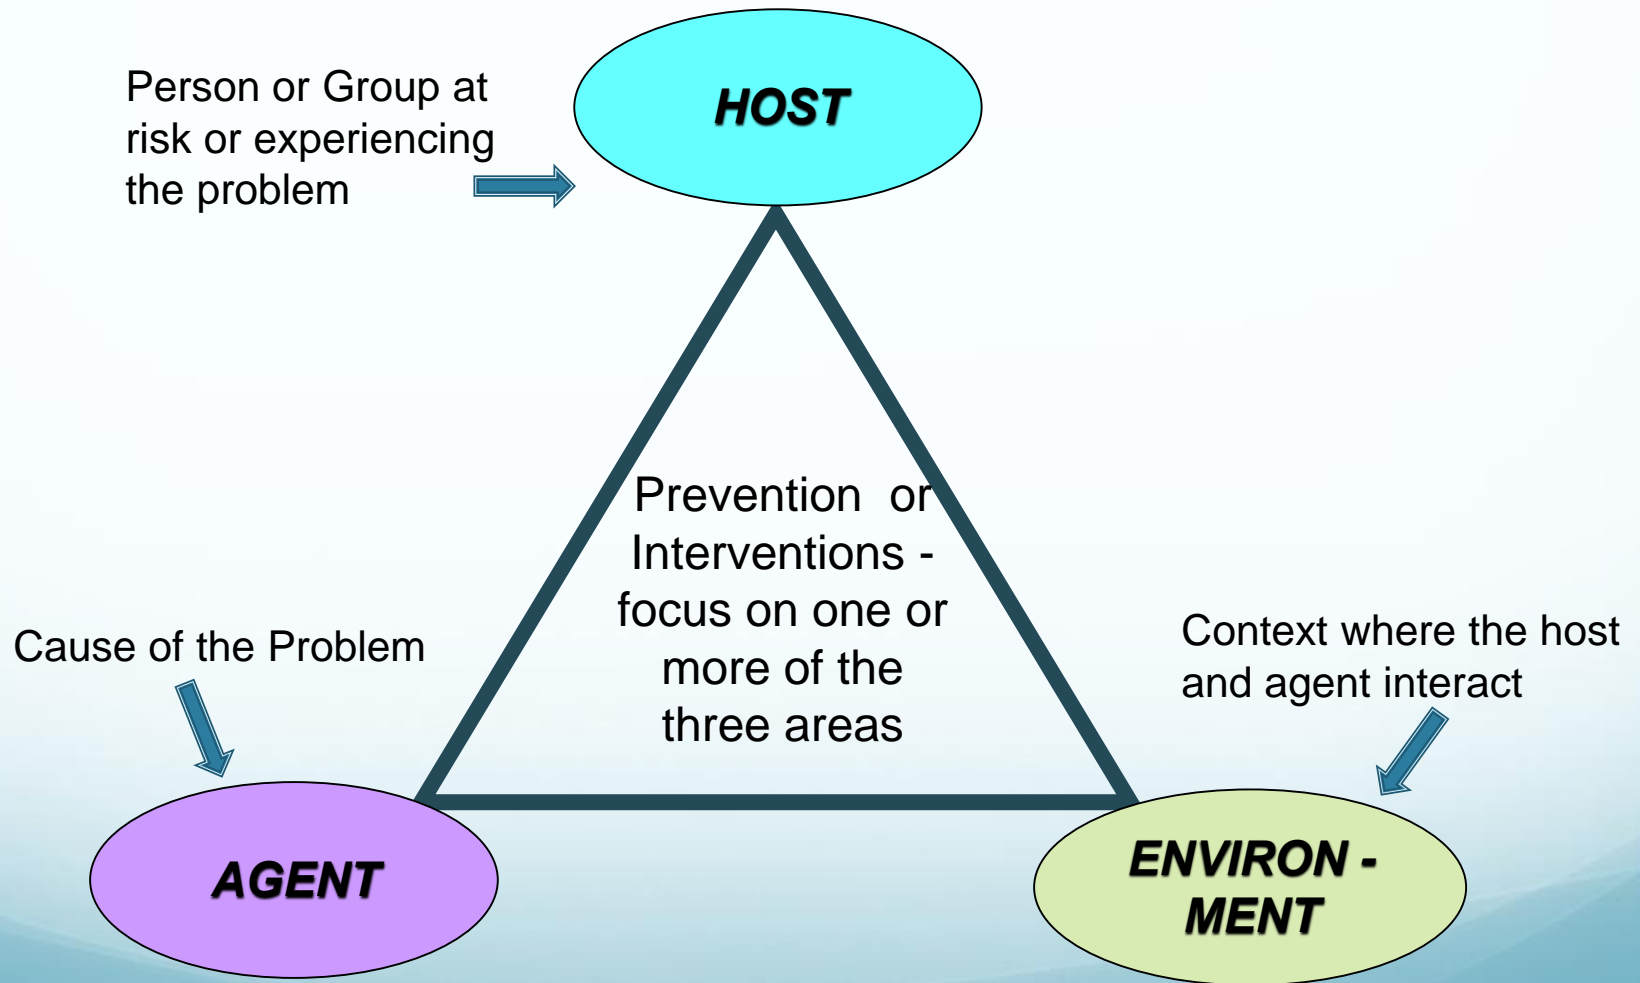 HOST
Person or Group at
risk or experiencing
the problem
Prevention  or
Interventions -
focus on one or
more of the
three areas
Cause of the Problem
Context where the host
and agent interact
AGENT
ENVIRON -
MENT